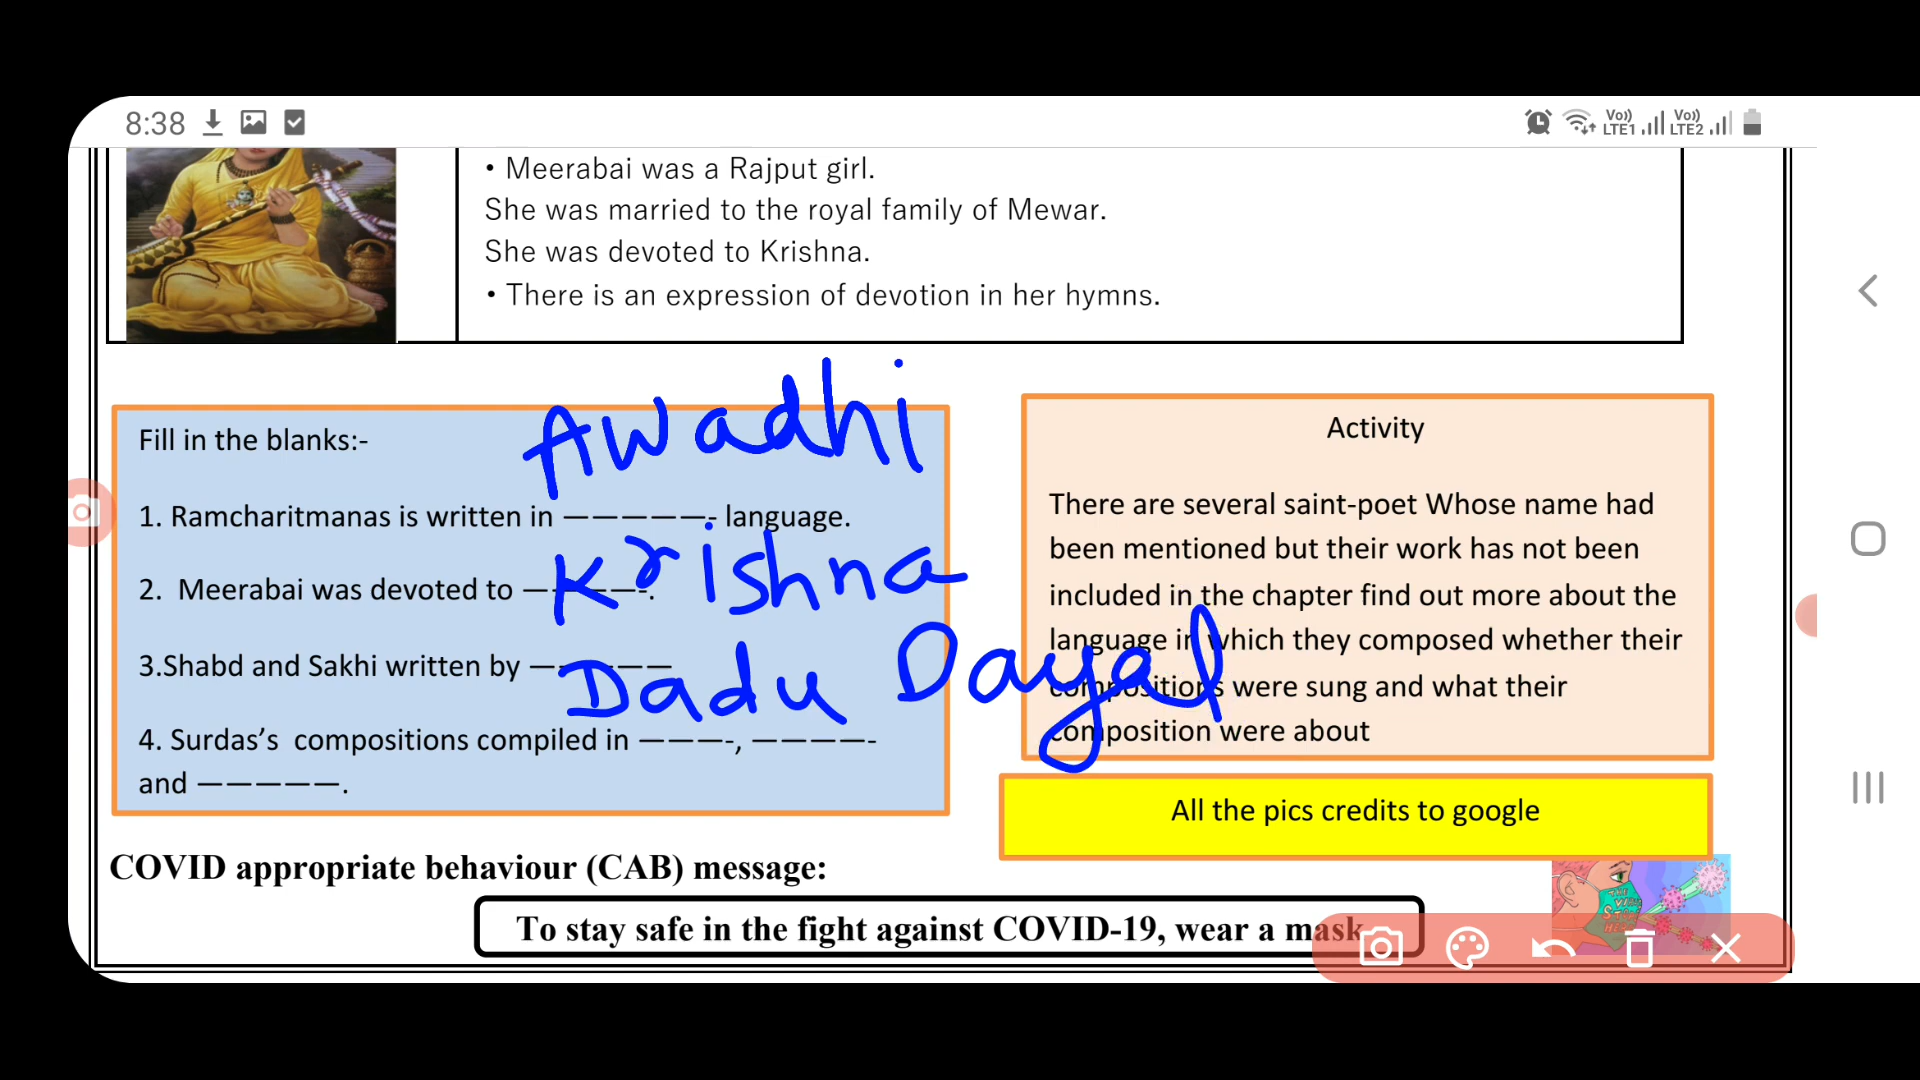 8:38 Vo)) LTE1 Vo)) LTE2
• Meerabai was a Rajput girl.
She was married to the royal family of Mewar.
She was devoted to Krishna.
• There is an expression of devotion in her hymns.
Awadhi
Fill in the blanks:-
1. Ramcharitmanas is written in ——————- language.
Krishna
2. Meerabai was devoted to —————-.
3.Shabd and Sakhi written by ——————
Dadu Dayal
4. Surdas’s compositions compiled in ———-, ————-
and —————.
Activity
There are several saint-poet Whose name had
been mentioned but their work has not been
included in the chapter find out more about the
language in which they composed whether their
compositions were sung and what their
composition were about
All the pics credits to google
COVID appropriate behaviour (CAB) message:
To stay safe in the fight against COVID-19, wear a mask